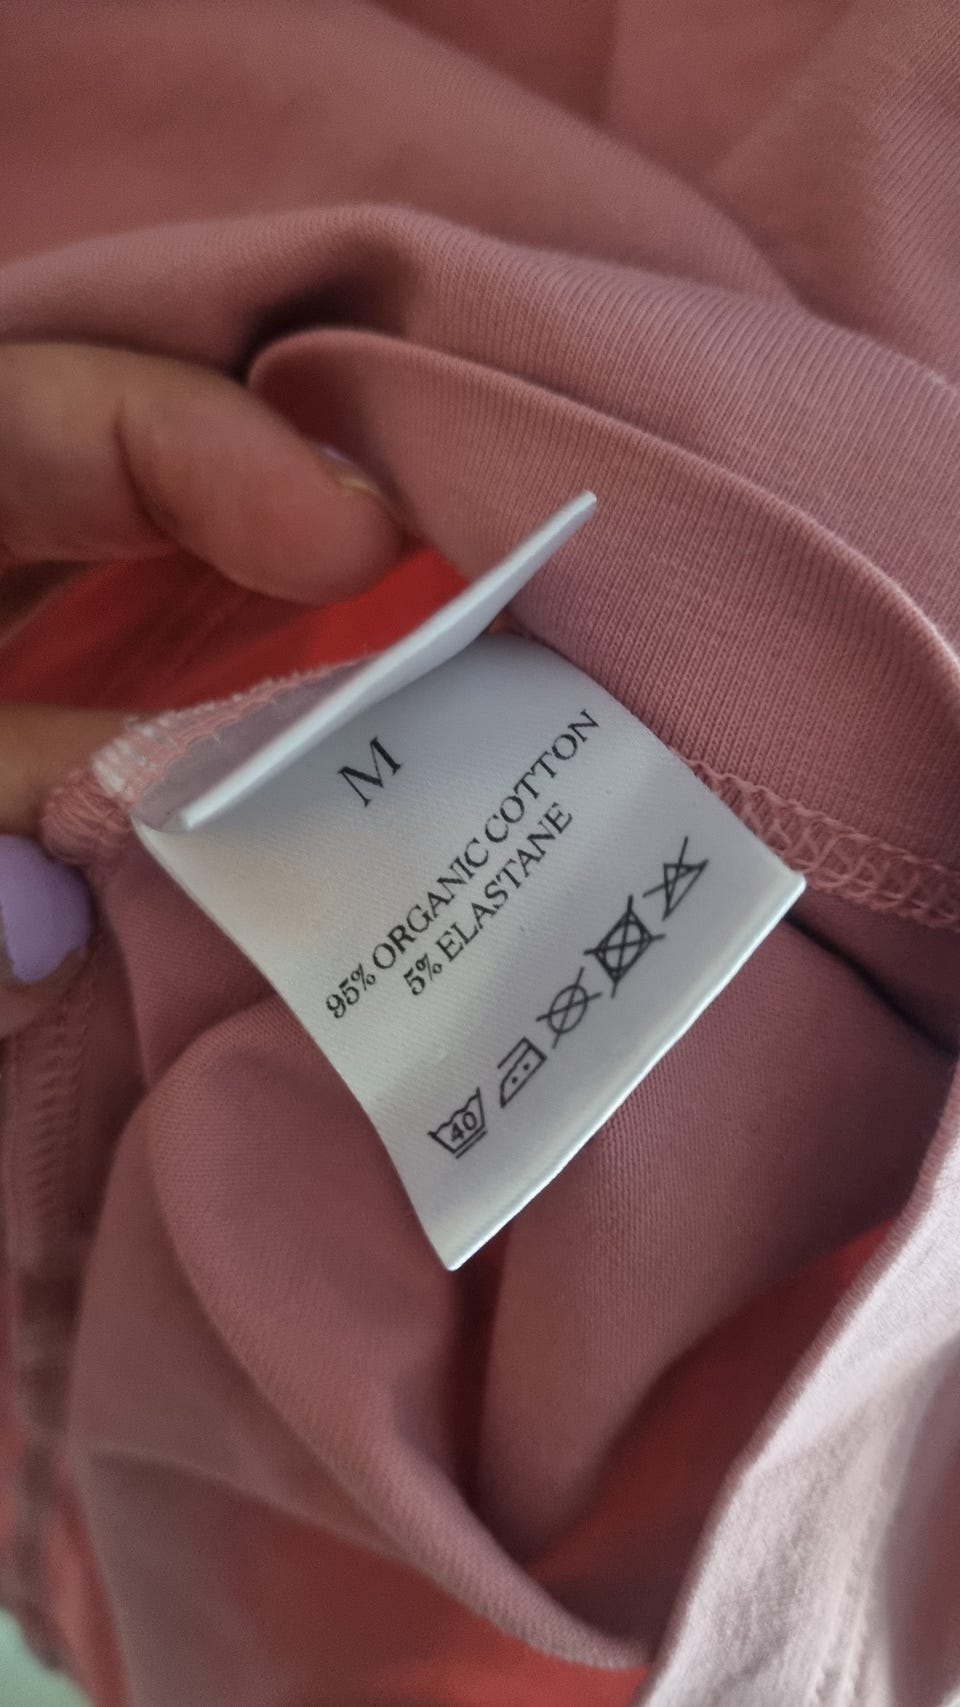 M
95% ORGANIC COTTON
5% ELASTANE
40